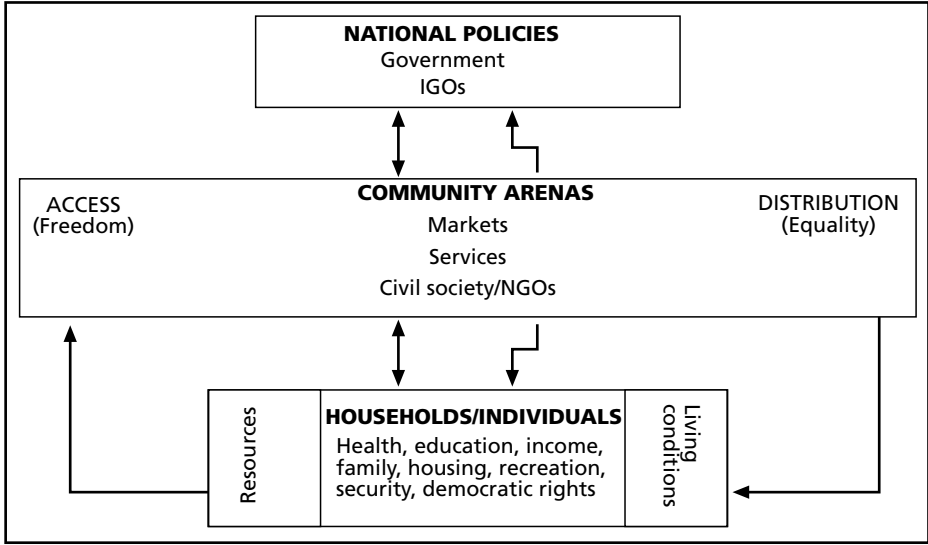 NATIONAL POLICIES
Government
IGOs
ACCESS
(Freedom)
COMMUNITY ARENAS
Markets
Services
Civil society/NGOs
DISTRIBUTION
(Equality)
Resources
HOUSEHOLDS/INDIVIDUALS
Health, education, income,
family, housing, recreation,
security, democratic rights
Living
conditions